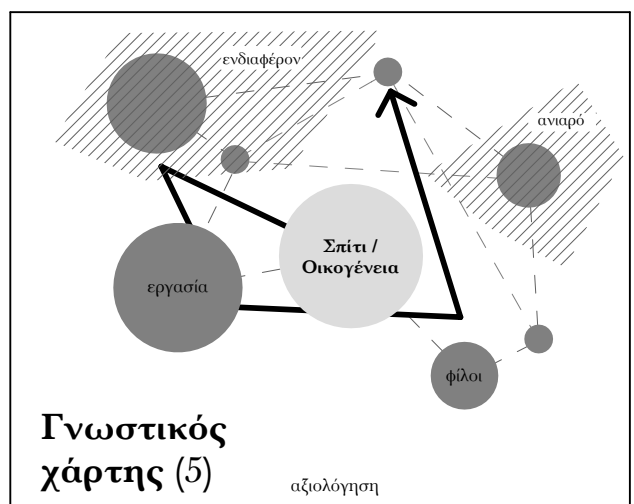 ενδιαφέρον
ανιαρό
Σπίτι /
Οικογένεια
εργασία
φίλοι
Γνωστικός
χάρτης (5)
αξιολόγηση